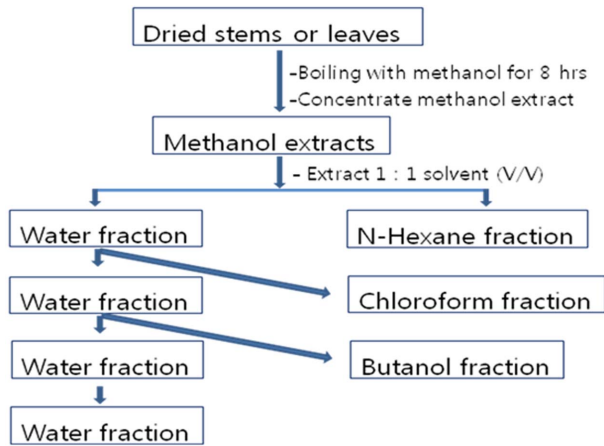 Dried stems or leaves
-Boiling with methanol for 8 hrs
-Concentrate methanol extract
Methanol extracts
- Extract 1 : 1 solvent (V/V)
Water fraction
N-Hexane fraction
Water fraction
Chloroform fraction
Water fraction
Butanol fraction
Water fraction